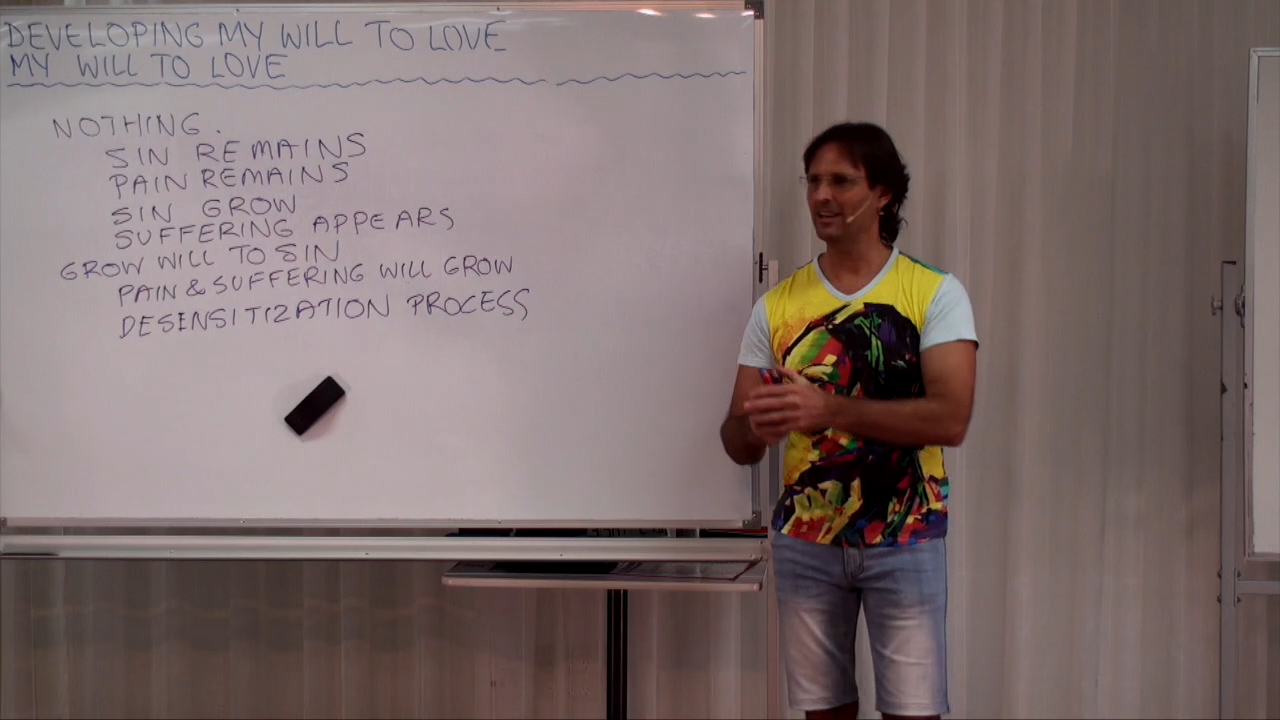 DEVELOPING MY WILL TO LOVE
MY WILL TO LOVE
NOTHING.
SIN REMAINS
PAIN REMAINS
SIN GROW
SUFFERING APPEARS
GROW WILL TO SIN
PAIN & SUFFERING WILL GROW
DESENSITIZATION PROCESS